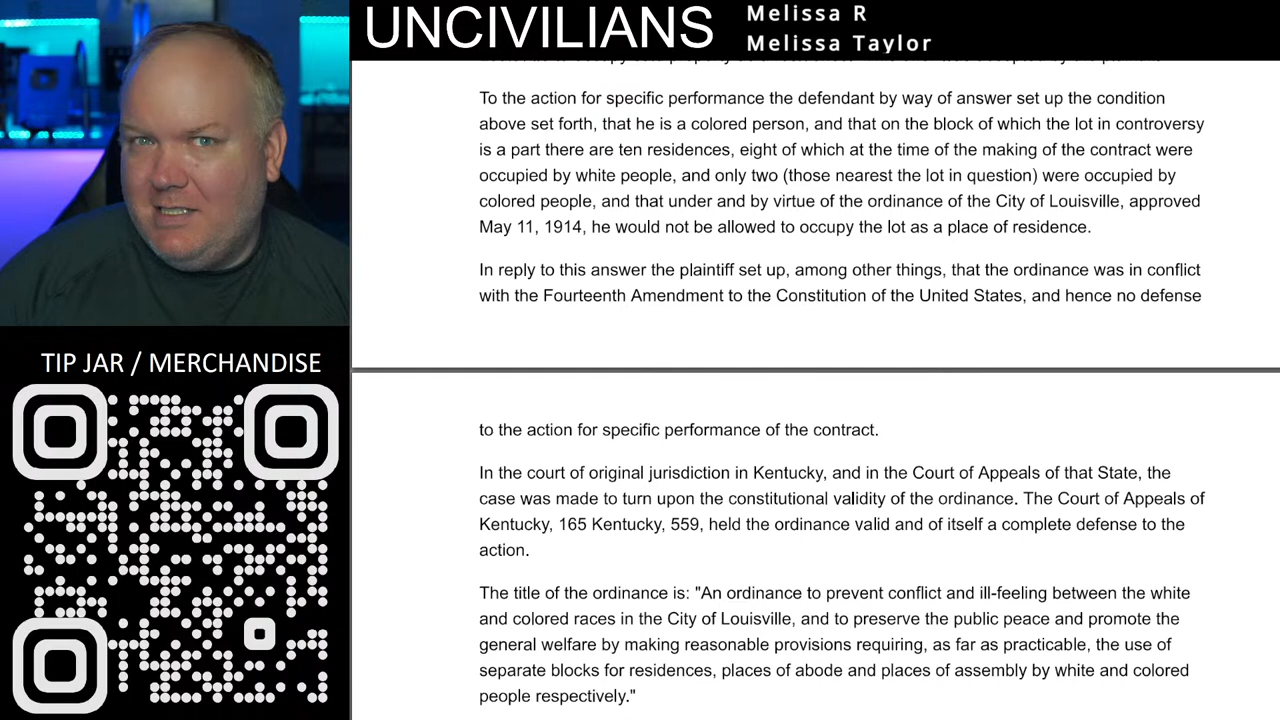 UNCIVILIANS
Melissa R
Melissa Taylor
To the action for specific performance the defendant by way of answer set up the condition
above set forth, that he is a colored person, and that on the block of which the lot in controversy
is a part there are ten residences, eight of which at the time of the making of the contract were
occupied by white people, and only two (those nearest the lot in question) were occupied by
colored people, and that under and by virtue of the ordinance of the City of Louisville, approved
May 11, 1914, he would not be allowed to occupy the lot as a place of residence.
In reply to this answer the plaintiff set up, among other things, that the ordinance was in conflict
with the Fourteenth Amendment to the Constitution of the United States, and hence no defense
TIP JAR / MERCHANDISE
to the action for specific performance of the contract.
In the court of original jurisdiction in Kentucky, and in the Court of Appeals of that State, the
case was made to turn upon the constitutional validity of the ordinance. The Court of Appeals of
Kentucky, 165 Kentucky, 559, held the ordinance valid and of itself a complete defense to the
action.
The title of the ordinance is: "An ordinance to prevent conflict and ill-feeling between the white
and colored races in the City of Louisville, and to preserve the public peace and promote the
general welfare by making reasonable provisions requiring, as far as practicable, the use of
separate blocks for residences, places of abode and places of assembly by white and colored
people respectively."